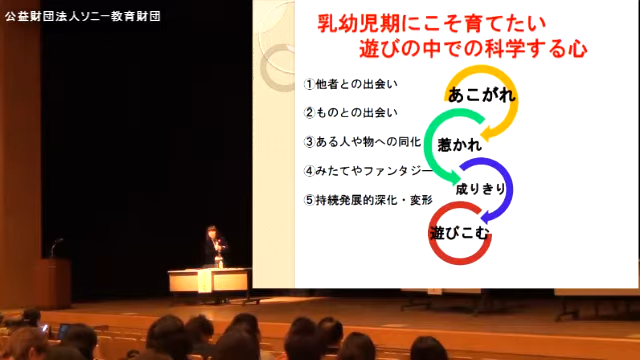 公益財団法人ソニー教育財団
乳幼児期にこそ育てたい
遊びの中での科学する心
①他者との出会い
②ものとの出会い
③ある人や物への同化
④みたてやファンタジー
⑤持続発展的深化・変形
あこがれ
惹かれ
成りきり
遊びこむ